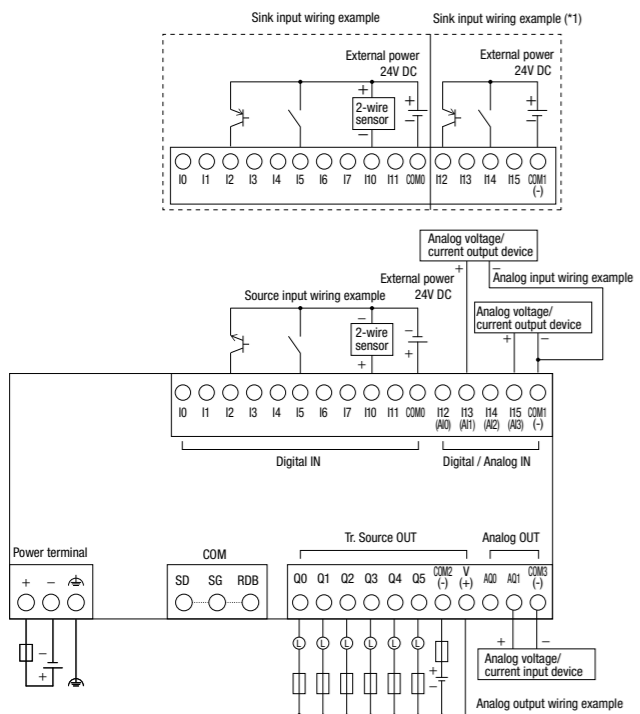 Sink input wiring example
Sink input wiring example (*1)
External power
24V DC
External power
24V DC
+
2-wire
sensor
−
+
−
+
−
I0 I1 I2 I3 I4 I5 I6 I7 I10 I11 COM0 I12 I13 I14 I15 COM1
(-)
Analog voltage/
current output device
+ −
External power
24V DC
Analog input wiring example
Source input wiring example
Analog voltage/
current output device
+ −
−
2-wire
sensor
+
−
+
I0 I1 I2 I3 I4 I5 I6 I7 I10 I11 COM0 I12 I13 I14 I15 COM1
(AI0) (AI1) (AI2) (AI3) (-)
Digital IN
Digital / Analog IN
Tr. Source OUT
Analog OUT
Power terminal
COM
+ −
SD SG RDB
Q0 Q1 Q2 Q3 Q4 Q5 COM2 (-) V (+) AQ0 AQ1 COM3 (-)
−
+
L L L L L L
+
−
+ −
Analog voltage/
current input device
Analog output wiring example